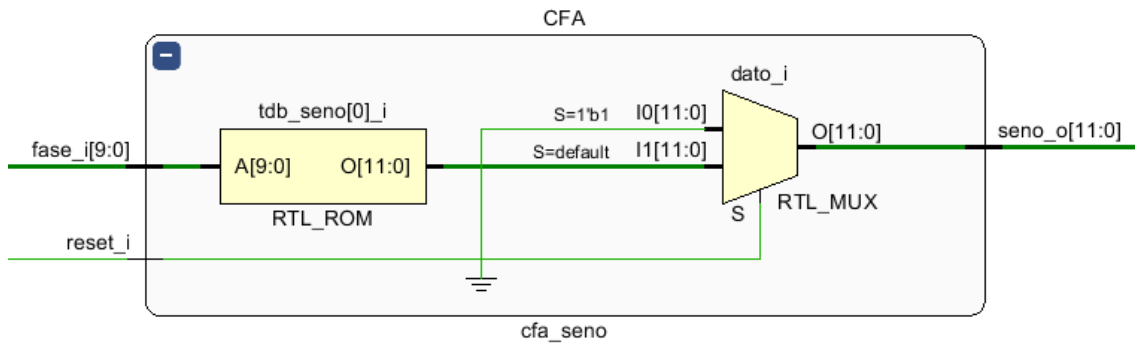 CFA
dato_i
tdb_seno[0]_i
S=1'b1 I0[11:0]
fase_i[9:0]
A[9:0] O[11:0]
S=default I1[11:0]
O[11:0]
seno_o[11:0]
RTL_ROM
S
RTL_MUX
reset_i
cfa_seno